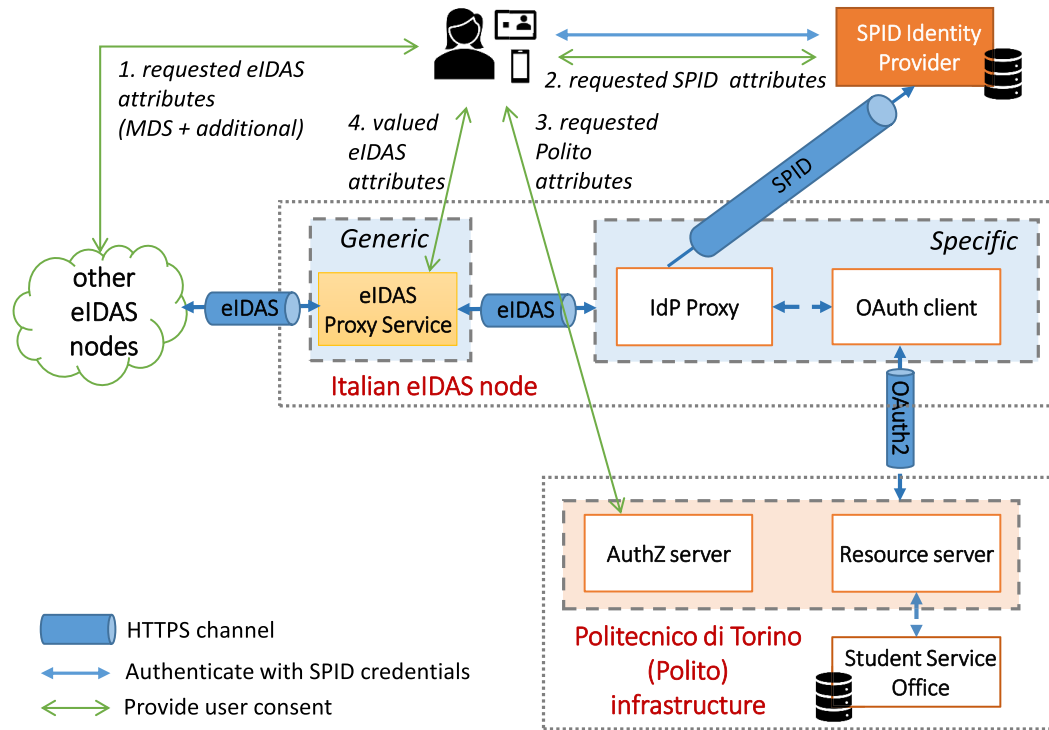 1. requested eIDAS
attributes
(MDS + additional)
2. requested SPID attributes
SPID Identity
Provider
4. valued
eIDAS
attributes
3. requested
Polito
attributes
SPID
Generic
Specific
other
eIDAS
nodes
eIDAS
eIDAS
Proxy Service
eIDAS
IdP Proxy
OAuth client
Italian eIDAS node
OAuth2
AuthZ server
Resource server
Politecnico di Torino
(Polito)
infrastructure
Student Service
Office
HTTPS channel
Authenticate with SPID credentials
Provide user consent